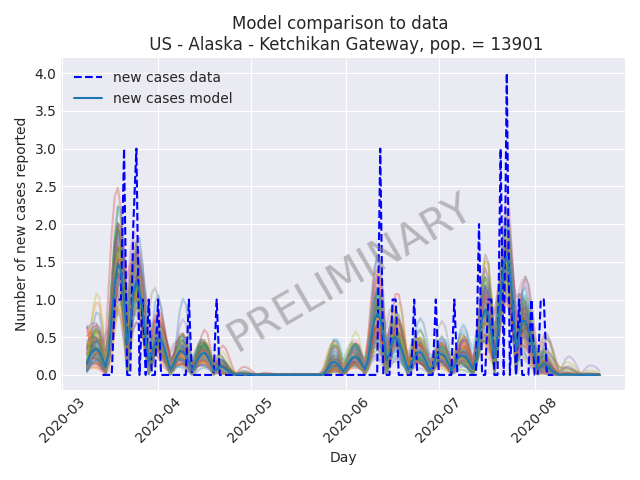 Model comparison to data
US - Alaska - Ketchikan Gateway, pop. = 13901
new cases data
new cases model
Number of new cases reported
4.0
3.5
3.0
2.5
2.0
1.5
1.0
0.5
0.0
PRELIMINARY
2020-03
2020-04
2020-05
2020-06
2020-07
2020-08
Day